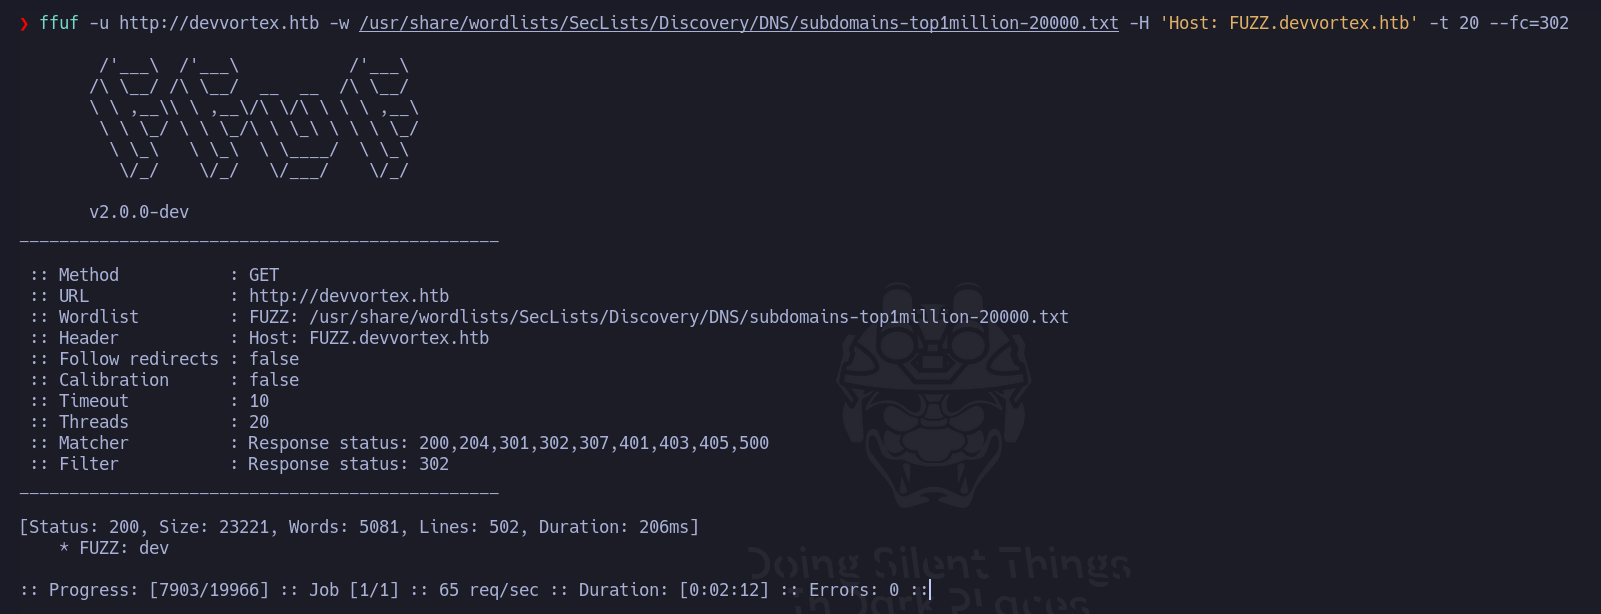 ❯ ffuf -u http://devvortex.htb -w /usr/share/wordlists/SecLists/Discovery/DNS/subdomains-top1million-20000.txt -H 'Host: FUZZ.devvortex.htb' -t 20 --fc=302
        /'___\  /'___\           /'___\
       /\ \__/ /\ \__/  __  __  /\ \__/
       \ \ ,__\\ \ ,__\/\ \/\ \ \ \ ,__\
        \ \ \_/ \ \ \_/\ \ \_\ \ \ \ \_/
         \ \_\   \ \_\  \ \____/  \ \_\
          \/_/    \/_/   \/___/    \/_/
       v2.0.0-dev
________________________________________________
 :: Method           : GET
 :: URL              : http://devvortex.htb
 :: Wordlist         : FUZZ: /usr/share/wordlists/SecLists/Discovery/DNS/subdomains-top1million-20000.txt
 :: Header           : Host: FUZZ.devvortex.htb
 :: Follow redirects : false
 :: Calibration      : false
 :: Timeout          : 10
 :: Threads          : 20
 :: Matcher          : Response status: 200,204,301,302,307,401,403,405,500
 :: Filter           : Response status: 302
________________________________________________
[Status: 200, Size: 23221, Words: 5081, Lines: 502, Duration: 206ms]
    * FUZZ: dev
Doing Silent Things
:: Progress: [7903/19966] :: Job [1/1] :: 65 req/sec :: Duration: [0:02:12] :: Errors: 0 ::
in Dark Places